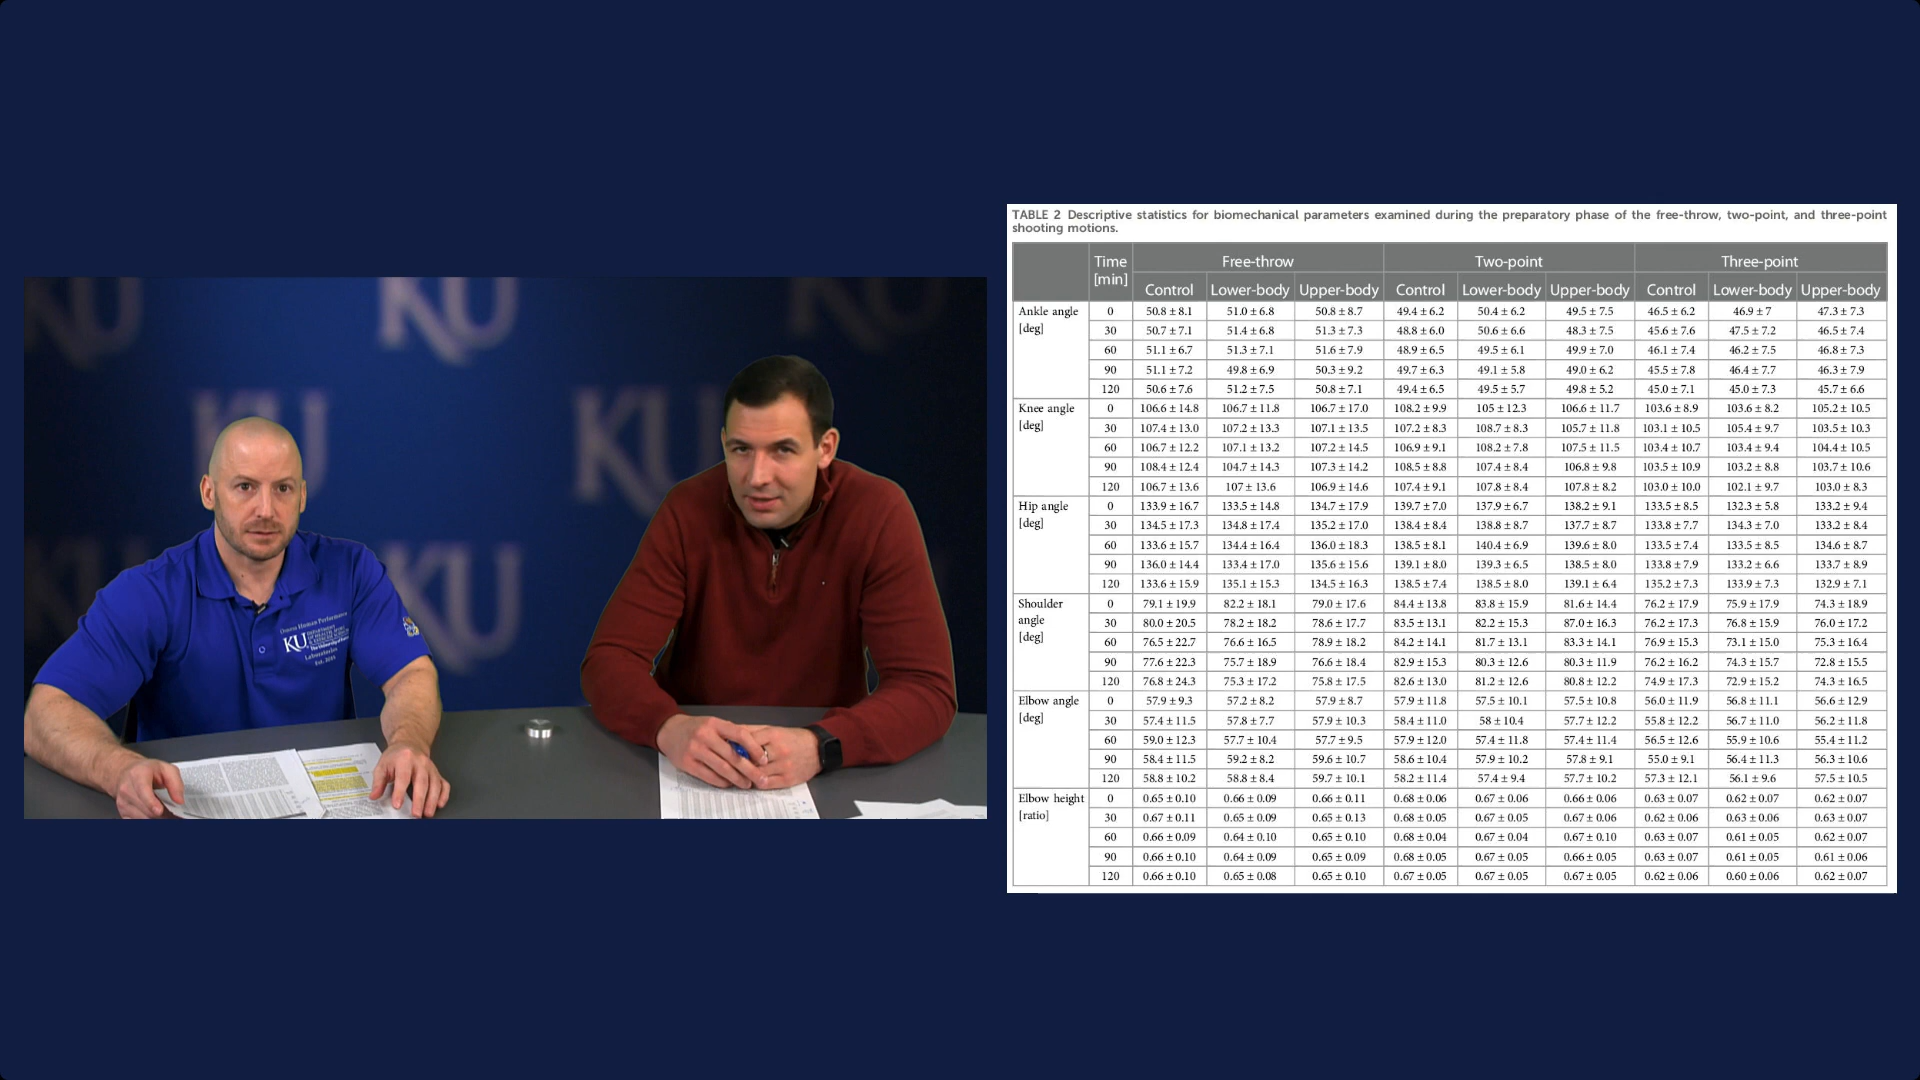 KU
KU
KU
KU
KU
KU
KU
KU
KU
Human Performance
KU
Laboratories
TABLE 2 Descriptive statistics for biomechanical parameters examined during the preparatory phase of the free-throw, two-point, and three-point
shooting motions.
Time [min] Free-throw Two-point Three-point
Control Lower-body Upper-body Control Lower-body Upper-body Control Lower-body Upper-body
Ankle angle [deg] 0 50.8 ± 8.1 51.0 ± 6.8 50.8 ± 8.7 49.4 ± 6.2 50.4 ± 6.2 49.5 ± 7.5 46.5 ± 6.2 46.9 ± 7 47.3 ± 7.3
30 50.7 ± 7.1 51.4 ± 6.8 51.3 ± 7.3 48.8 ± 6.0 50.6 ± 6.6 48.3 ± 7.5 45.6 ± 7.6 47.5 ± 7.2 46.5 ± 7.4
60 51.1 ± 6.7 51.3 ± 7.1 51.6 ± 7.9 48.9 ± 6.5 49.5 ± 6.1 49.9 ± 7.0 46.1 ± 7.4 46.2 ± 7.5 46.8 ± 7.3
90 51.1 ± 7.2 49.8 ± 6.9 50.3 ± 9.2 49.7 ± 6.3 49.1 ± 5.8 49.0 ± 6.2 45.5 ± 7.8 46.4 ± 7.7 46.3 ± 7.9
120 50.6 ± 7.6 51.2 ± 7.5 50.8 ± 7.1 49.4 ± 6.5 49.5 ± 5.7 49.8 ± 5.2 45.0 ± 7.1 45.0 ± 7.3 45.7 ± 6.6
Knee angle [deg] 0 106.6 ± 14.8 106.7 ± 11.8 106.7 ± 17.0 108.2 ± 9.9 105 ± 12.3 106.6 ± 11.7 103.6 ± 8.9 103.6 ± 8.2 105.2 ± 10.5
30 107.4 ± 13.0 107.2 ± 13.3 107.1 ± 13.5 107.2 ± 8.3 108.7 ± 8.3 105.7 ± 11.8 103.1 ± 10.5 105.4 ± 9.7 103.5 ± 10.3
60 106.7 ± 12.2 107.1 ± 13.2 107.2 ± 14.5 106.9 ± 9.1 108.2 ± 7.8 107.5 ± 11.5 103.4 ± 10.7 103.4 ± 9.4 104.4 ± 10.5
90 108.4 ± 12.4 104.7 ± 14.3 107.3 ± 14.2 108.5 ± 8.8 107.4 ± 8.4 106.8 ± 9.8 103.5 ± 10.9 103.2 ± 8.8 103.7 ± 10.6
120 106.7 ± 13.6 107 ± 13.6 106.9 ± 14.6 107.4 ± 9.1 107.8 ± 8.4 107.8 ± 8.2 103.0 ± 10.0 102.1 ± 9.7 103.0 ± 8.3
Hip angle [deg] 0 133.9 ± 16.7 133.5 ± 14.8 134.7 ± 17.9 139.7 ± 7.0 137.9 ± 6.7 138.2 ± 9.1 133.5 ± 8.5 132.3 ± 5.8 133.2 ± 9.4
30 134.5 ± 17.3 134.8 ± 17.4 135.2 ± 17.0 138.4 ± 8.4 138.8 ± 8.7 137.7 ± 8.7 133.8 ± 7.7 134.3 ± 7.0 133.2 ± 8.4
60 133.6 ± 15.7 134.4 ± 16.4 136.0 ± 18.3 138.5 ± 8.1 140.4 ± 6.9 139.6 ± 8.0 133.5 ± 7.4 133.5 ± 8.5 134.6 ± 8.7
90 136.0 ± 14.4 133.4 ± 17.0 135.6 ± 15.6 139.1 ± 8.0 139.3 ± 6.5 138.5 ± 8.0 133.8 ± 7.9 133.2 ± 6.6 133.7 ± 8.9
120 133.6 ± 15.9 135.1 ± 15.3 134.5 ± 16.3 138.5 ± 7.4 138.5 ± 8.0 139.1 ± 6.4 135.2 ± 7.3 133.9 ± 7.3 132.9 ± 7.1
Shoulder angle [deg] 0 79.1 ± 19.9 82.2 ± 18.1 79.0 ± 17.6 84.4 ± 13.8 83.8 ± 15.9 81.6 ± 14.4 76.2 ± 17.9 75.9 ± 17.9 74.3 ± 18.9
30 80.0 ± 20.5 78.2 ± 18.2 78.6 ± 17.7 83.5 ± 13.1 82.2 ± 15.3 87.0 ± 16.3 76.2 ± 17.3 76.8 ± 15.9 76.0 ± 17.2
60 76.5 ± 22.7 76.6 ± 16.5 78.9 ± 18.2 84.2 ± 14.1 81.7 ± 13.1 83.3 ± 14.1 76.9 ± 15.3 73.1 ± 15.0 75.3 ± 16.4
90 77.6 ± 22.3 75.7 ± 18.9 76.6 ± 18.4 82.9 ± 15.3 80.3 ± 12.6 80.3 ± 11.9 76.2 ± 16.2 74.3 ± 15.7 72.8 ± 15.5
120 76.8 ± 24.3 75.3 ± 17.2 75.8 ± 17.5 82.6 ± 13.0 81.2 ± 12.6 80.8 ± 12.2 74.9 ± 17.3 72.9 ± 15.2 74.3 ± 16.5
Elbow angle [deg] 0 57.9 ± 9.3 57.2 ± 8.2 57.9 ± 8.7 57.9 ± 11.8 57.5 ± 10.1 57.5 ± 10.8 56.0 ± 11.9 56.8 ± 11.1 56.6 ± 12.9
30 57.4 ± 11.5 57.8 ± 7.7 57.9 ± 10.3 58.4 ± 11.0 58 ± 10.4 57.7 ± 12.2 55.8 ± 12.2 56.7 ± 11.0 56.2 ± 11.8
60 59.0 ± 12.3 57.7 ± 10.4 57.7 ± 9.5 57.9 ± 12.0 57.4 ± 11.8 57.4 ± 11.4 56.5 ± 12.6 55.9 ± 10.6 55.4 ± 11.2
90 58.4 ± 11.5 59.2 ± 8.2 59.6 ± 10.7 58.6 ± 10.4 57.9 ± 10.2 57.8 ± 9.1 55.0 ± 9.1 56.4 ± 11.3 56.3 ± 10.6
120 58.8 ± 10.2 58.8 ± 8.4 59.7 ± 10.1 58.2 ± 11.4 57.4 ± 9.4 57.7 ± 10.2 57.3 ± 12.1 56.1 ± 9.6 57.5 ± 10.5
Elbow height [ratio] 0 0.65 ± 0.10 0.66 ± 0.09 0.66 ± 0.11 0.68 ± 0.06 0.67 ± 0.06 0.66 ± 0.06 0.63 ± 0.07 0.62 ± 0.07 0.62 ± 0.07
30 0.67 ± 0.11 0.65 ± 0.09 0.65 ± 0.13 0.68 ± 0.05 0.67 ± 0.05 0.67 ± 0.06 0.62 ± 0.06 0.63 ± 0.06 0.63 ± 0.07
60 0.66 ± 0.09 0.64 ± 0.10 0.65 ± 0.10 0.68 ± 0.04 0.67 ± 0.04 0.67 ± 0.10 0.63 ± 0.07 0.61 ± 0.05 0.62 ± 0.07
90 0.66 ± 0.10 0.64 ± 0.09 0.65 ± 0.09 0.68 ± 0.05 0.67 ± 0.05 0.66 ± 0.05 0.63 ± 0.07 0.61 ± 0.05 0.61 ± 0.06
120 0.66 ± 0.10 0.65 ± 0.08 0.65 ± 0.10 0.67 ± 0.05 0.67 ± 0.05 0.67 ± 0.05 0.62 ± 0.06 0.60 ± 0.06 0.62 ± 0.07